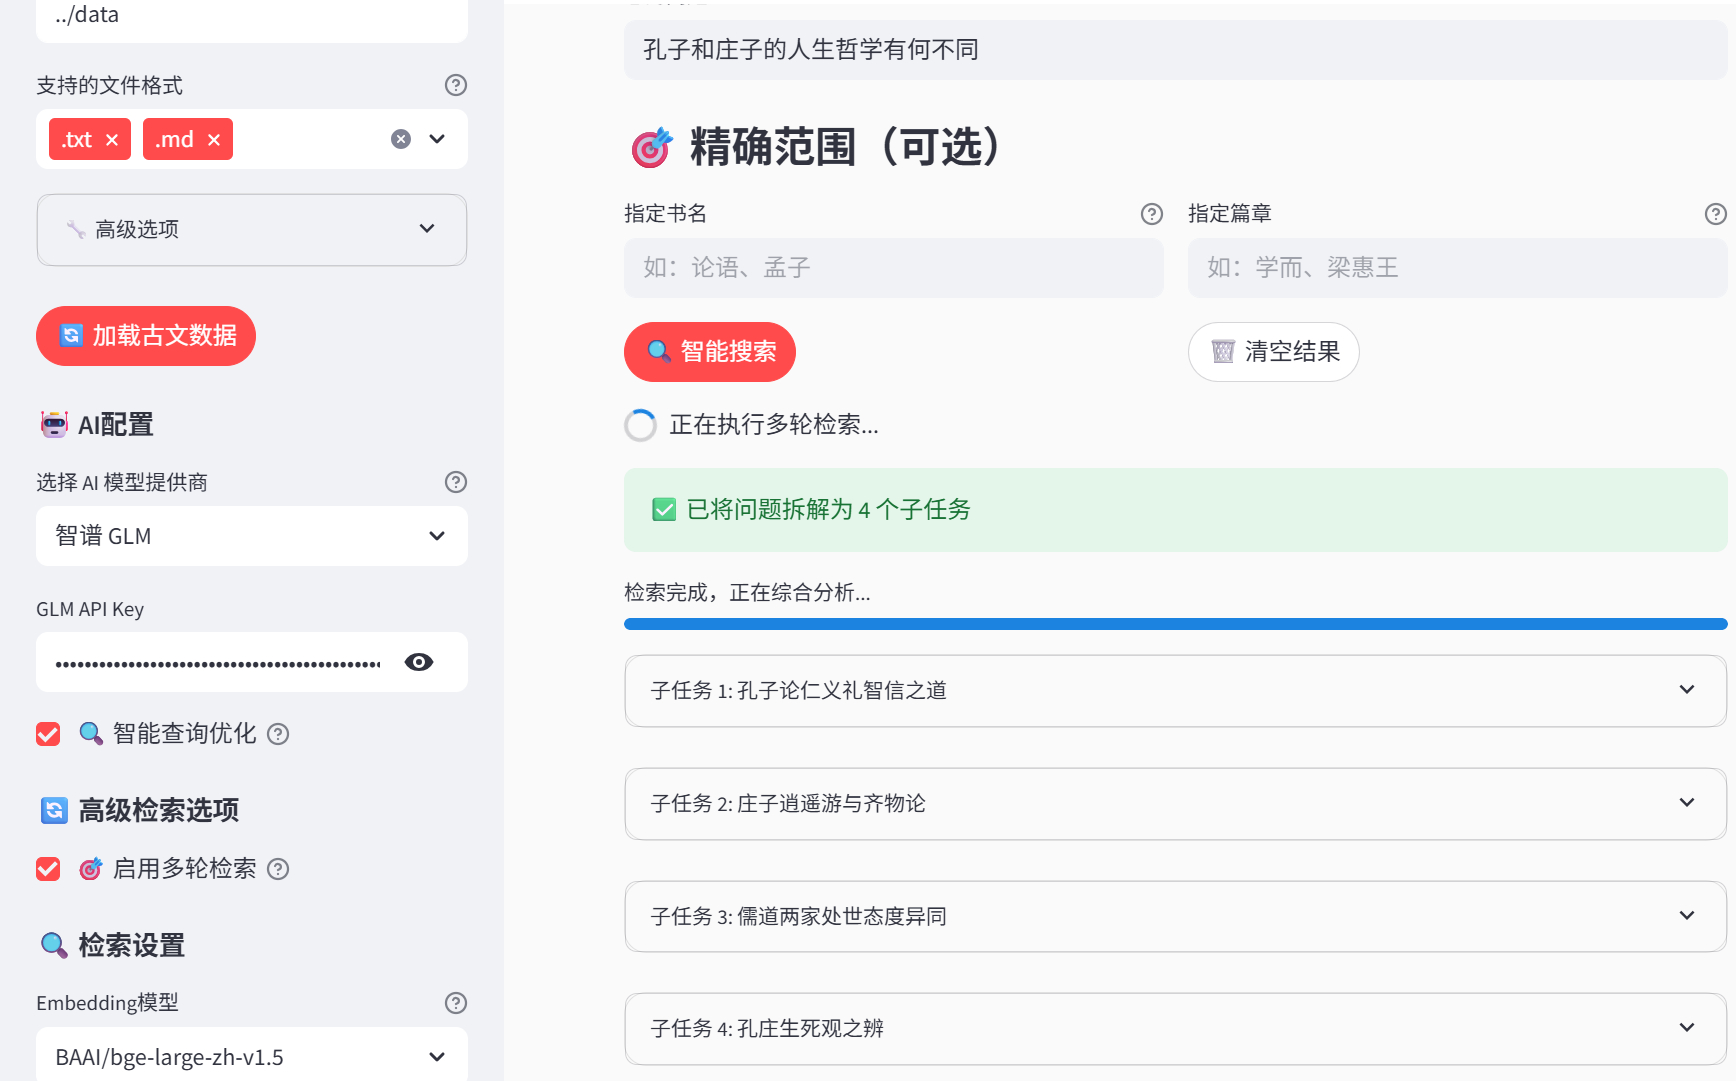 ../data
支持的文件格式
.txt
.md
高级选项
加载古文数据
AI配置
选择 AI 模型提供商
智谱 GLM
GLM API Key
智能查询优化
高级检索选项
启用多轮检索
检索设置
Embedding模型
BAAI/bge-large-zh-v1.5
孔子和庄子的人生哲学有何不同
精确范围（可选）
指定书名
如：论语、孟子
指定篇章
如：学而、梁惠王
智能搜索
清空结果
正在执行多轮检索...
已将问题拆解为 4 个子任务
检索完成，正在综合分析...
子任务 1: 孔子论仁义礼智信之道
子任务 2: 庄子逍遥游与齐物论
子任务 3: 儒道两家处世态度异同
子任务 4: 孔庄生死观之辨